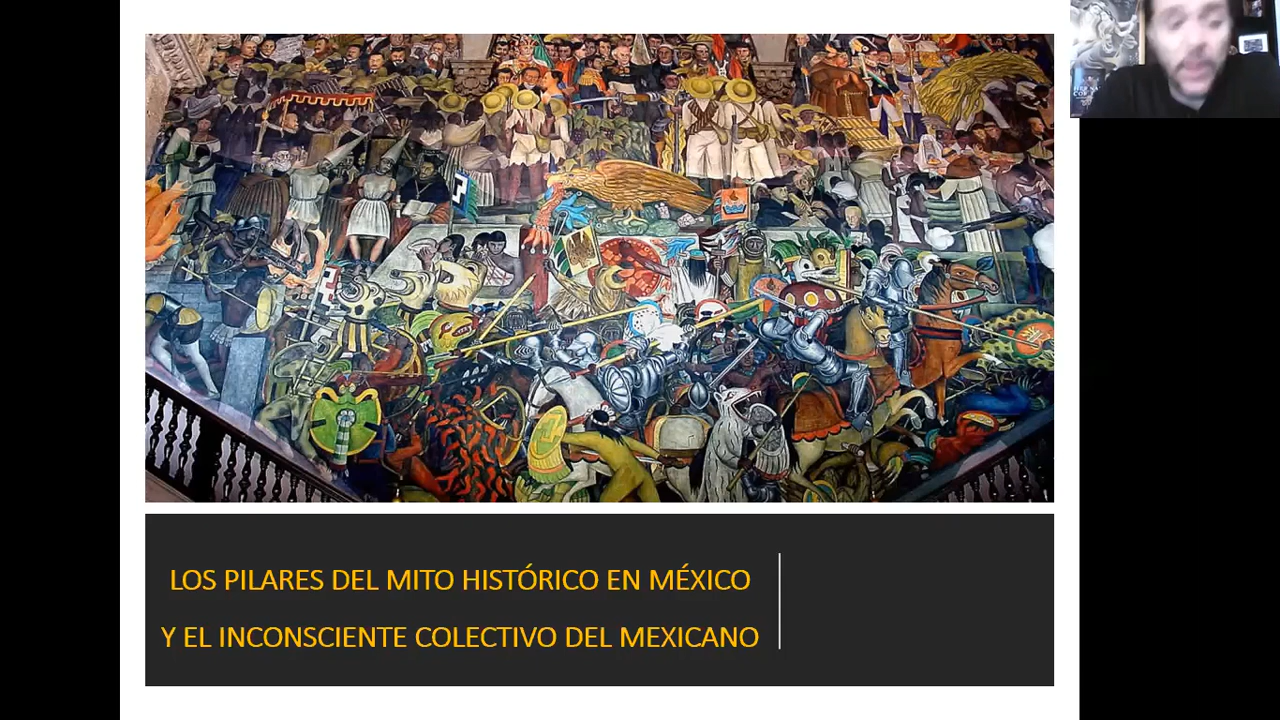 LOS PILARES DEL MITO HISTÓRICO EN MÉXICO
Y EL INCONSCIENTE COLECTIVO DEL MEXICANO